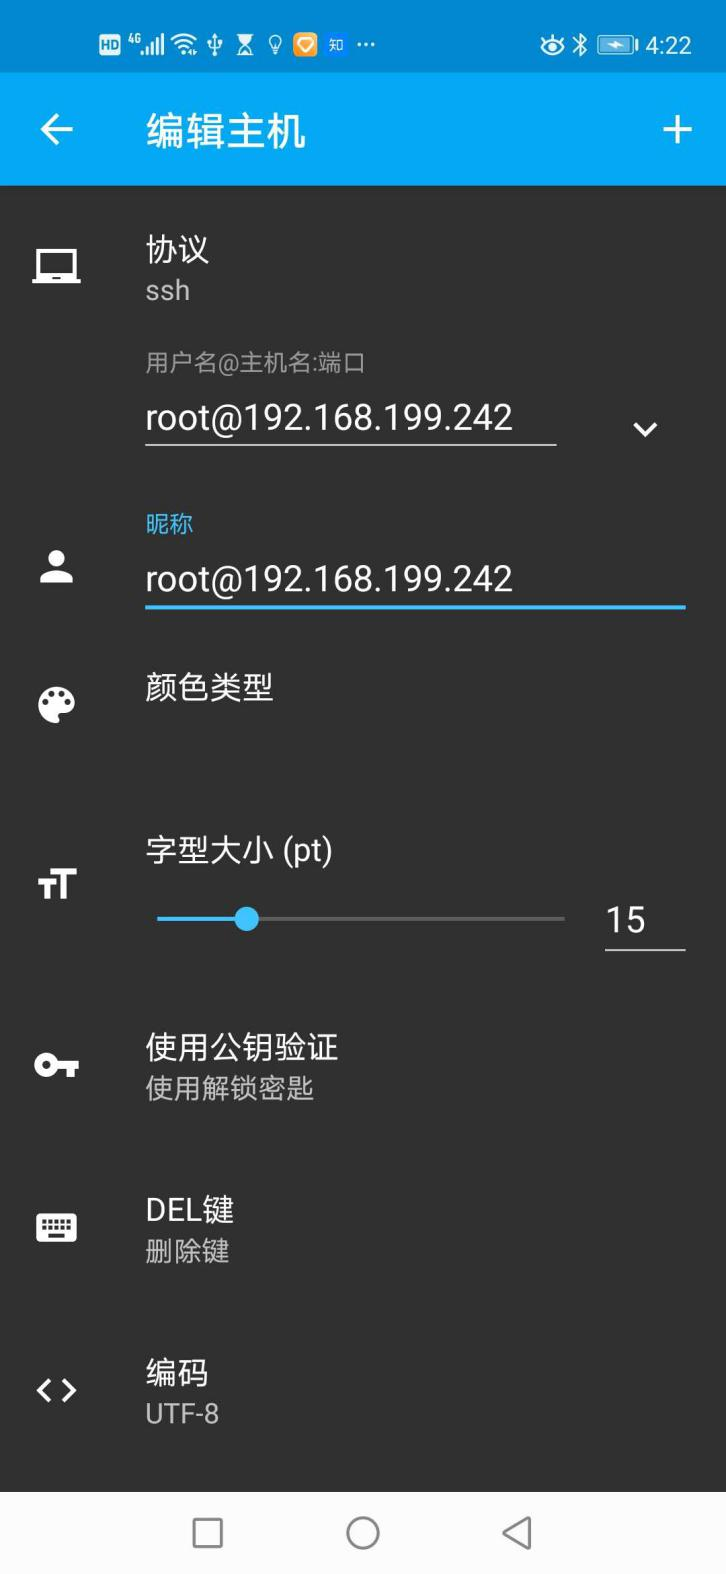 HD 4G 知 ... 4:22
编辑主机
协议
ssh
用户名@主机名:端口
root@192.168.199.242
昵称
root@192.168.199.242
颜色类型
字型大小 (pt)
15
使用公钥验证
使用解锁密匙
DEL键
删除键
编码
UTF-8